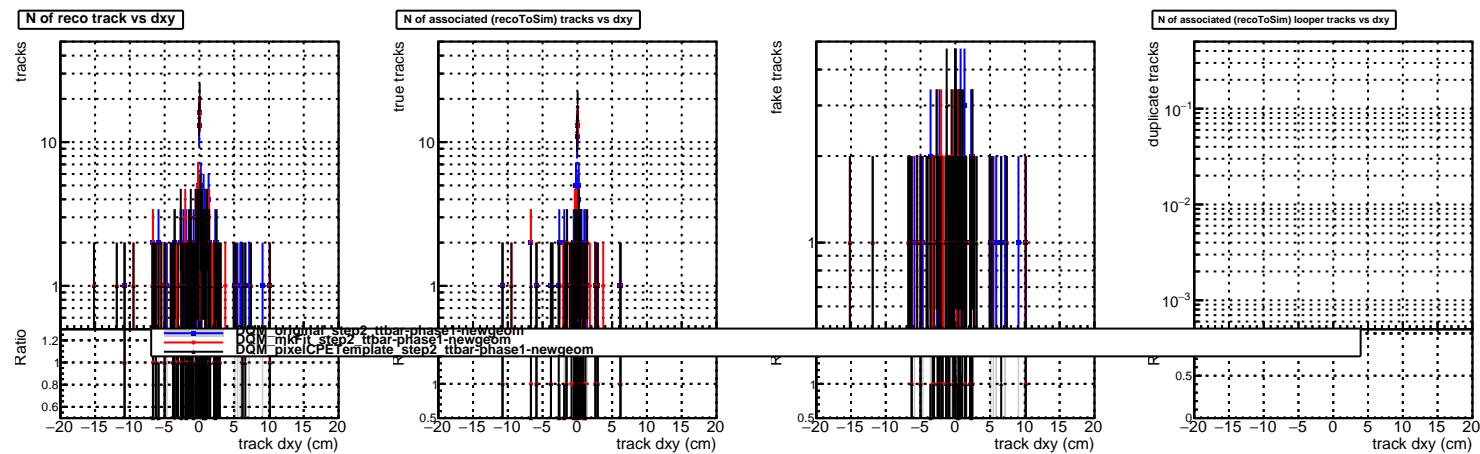 N of reco track vs dxy
tracks
10
1
Ratio
1.2
1
0.8
0.6
−20 −15 −10 −5 0 5 10 15 20
track dxy (cm)
N of associated (recoToSim) tracks vs dxy
true tracks
10
1
1
0.5
−20 −15 −10 −5 0 5 10 15 20
track dxy (cm)
fake tracks
1
1
0.5
−20 −15 −10 −5 0 5 10 15 20
track dxy (cm)
N of associated (recoToSim) looper tracks vs dxy
duplicate tracks
10−1
10−2
10−3
0.5
0
−20 −15 −10 −5 0 5 10 15 20
track dxy (cm)
DQM_original_step2_ttbar-phase1-newgeom
DQM_mkFit_step2_ttbar-phase1-newgeom
DQM_pixelCPETemplate_step2_ttbar-phase1-newgeom